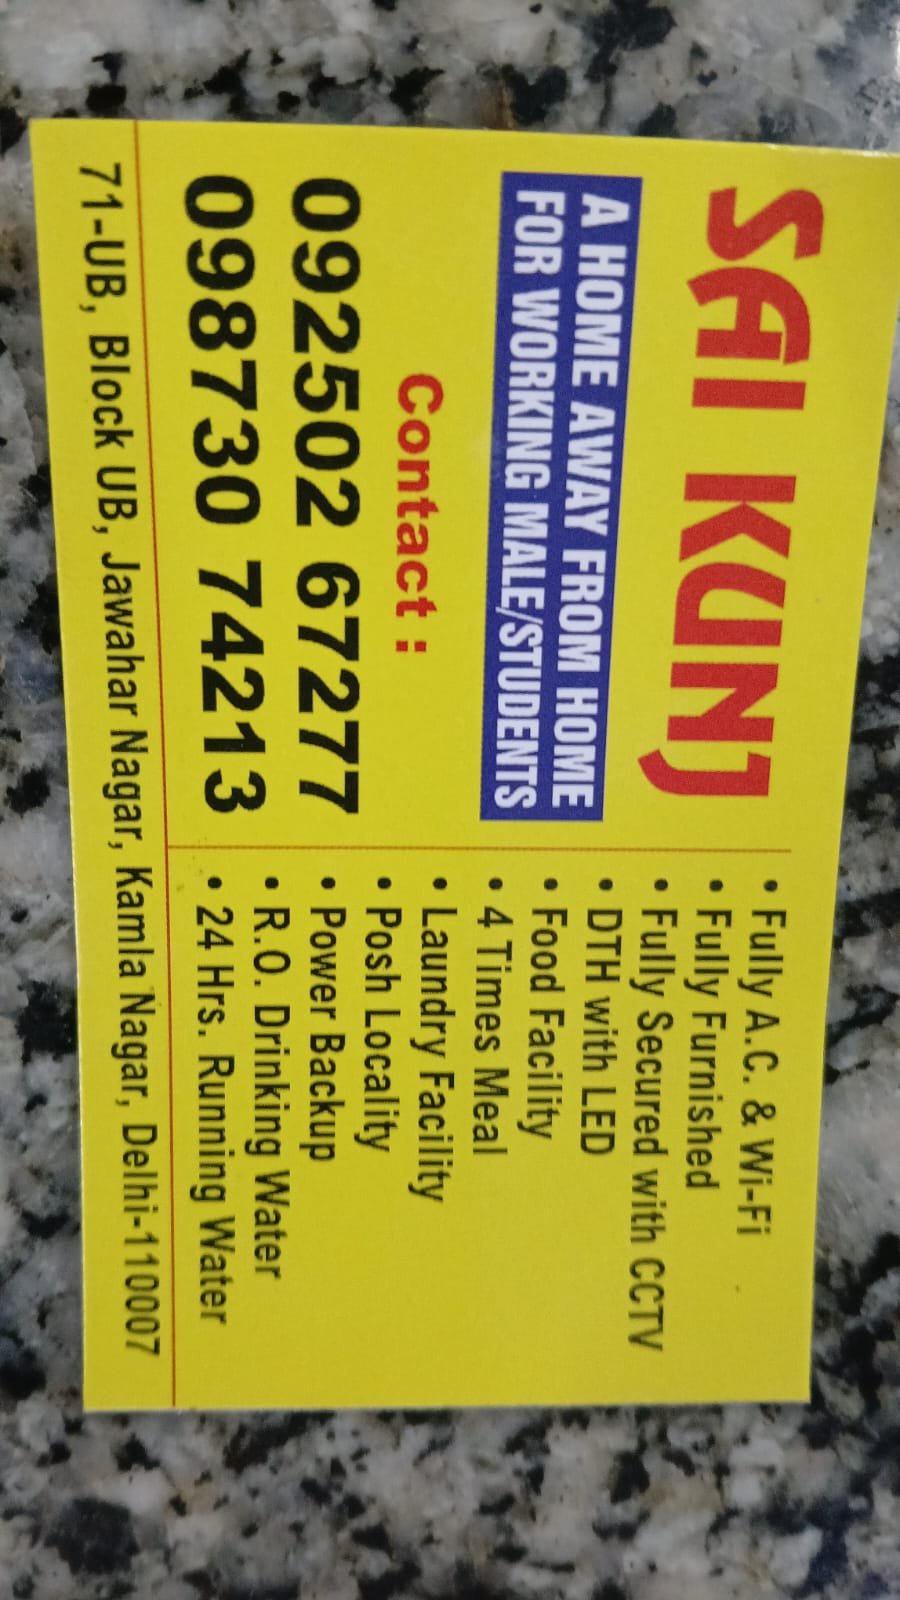 SAI KUNJ
A HOME AWAY FROM HOME
FOR WORKING MALE/STUDENTS
Contact :
092502 67277
098730 74213
• Fully A.C. & Wi-Fi
• Fully Furnished
• Fully Secured with CCTV
• DTH with LED
• Food Facility
• 4 Times Meal
• Laundry Facility
• Posh Locality
• Power Backup
• R.O. Drinking Water
• 24 Hrs. Running Water
71-UB, Block UB, Jawahar Nagar, Kamla Nagar, Delhi-110007